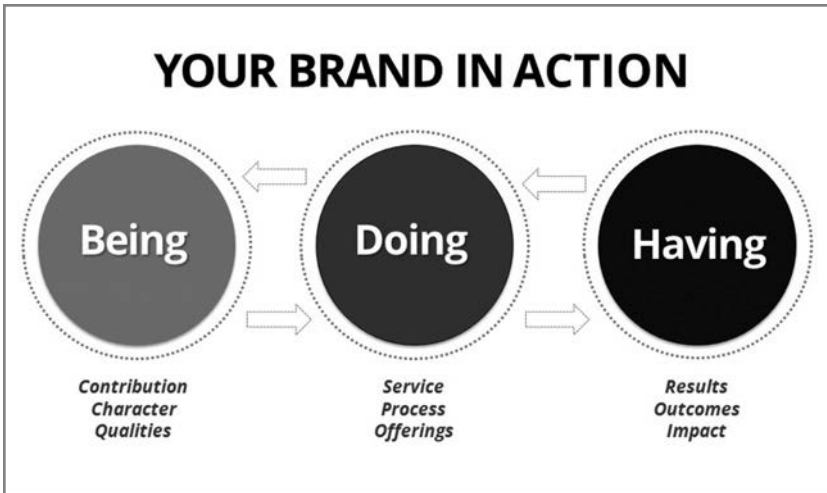 YOUR BRAND IN ACTION
Being
Contribution
Character
Qualities
Doing
Service
Process
Offerings
Having
Results
Outcomes
Impact